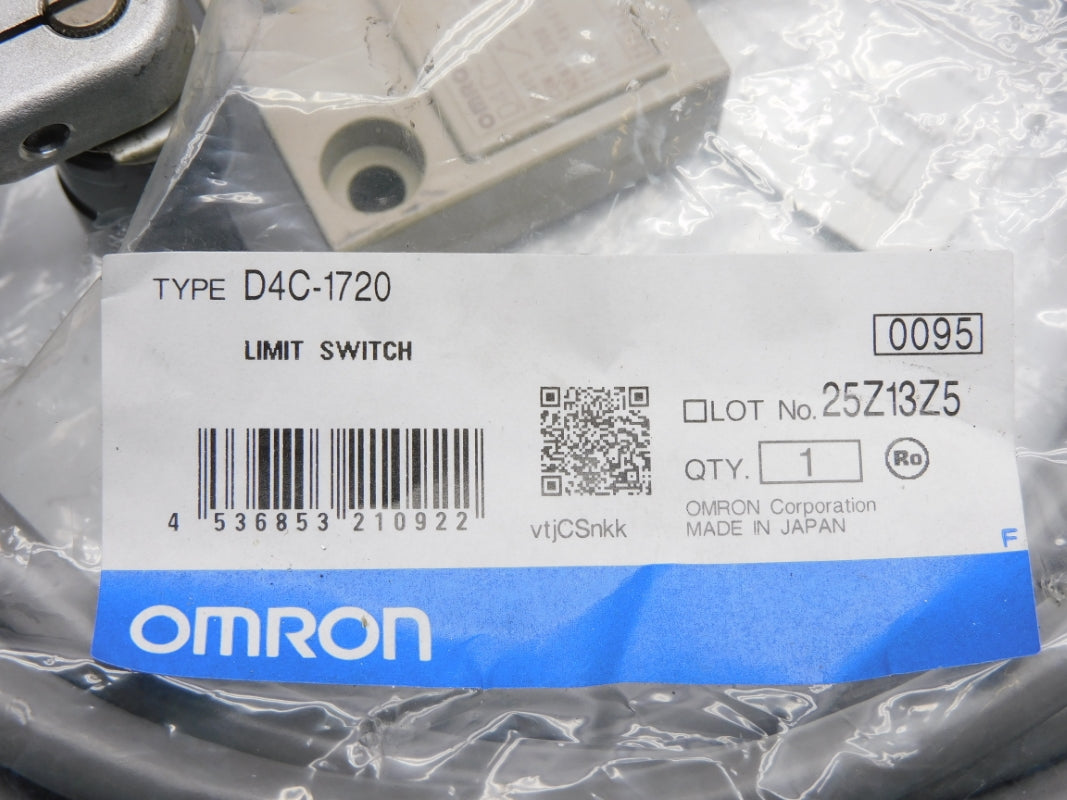 OMRON
TYPE D4C-1720
LIMIT SWITCH
0095
LOT No. 25Z13Z5
QTY. 1
Ro
4 536853 210922
vtjCSnkk
OMRON Corporation
MADE IN JAPAN
F
OMRON